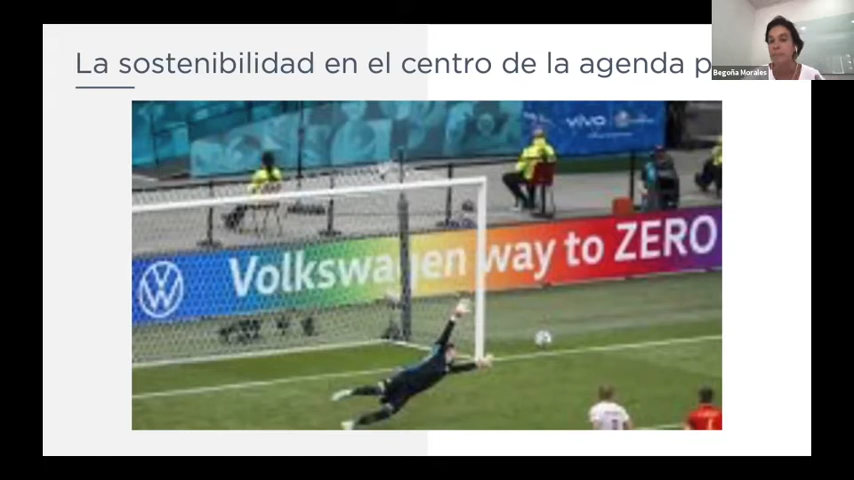 La sostenibilidad en el centro de la agenda p
Begoña Morales
vivo
Volkswagen way to ZERO